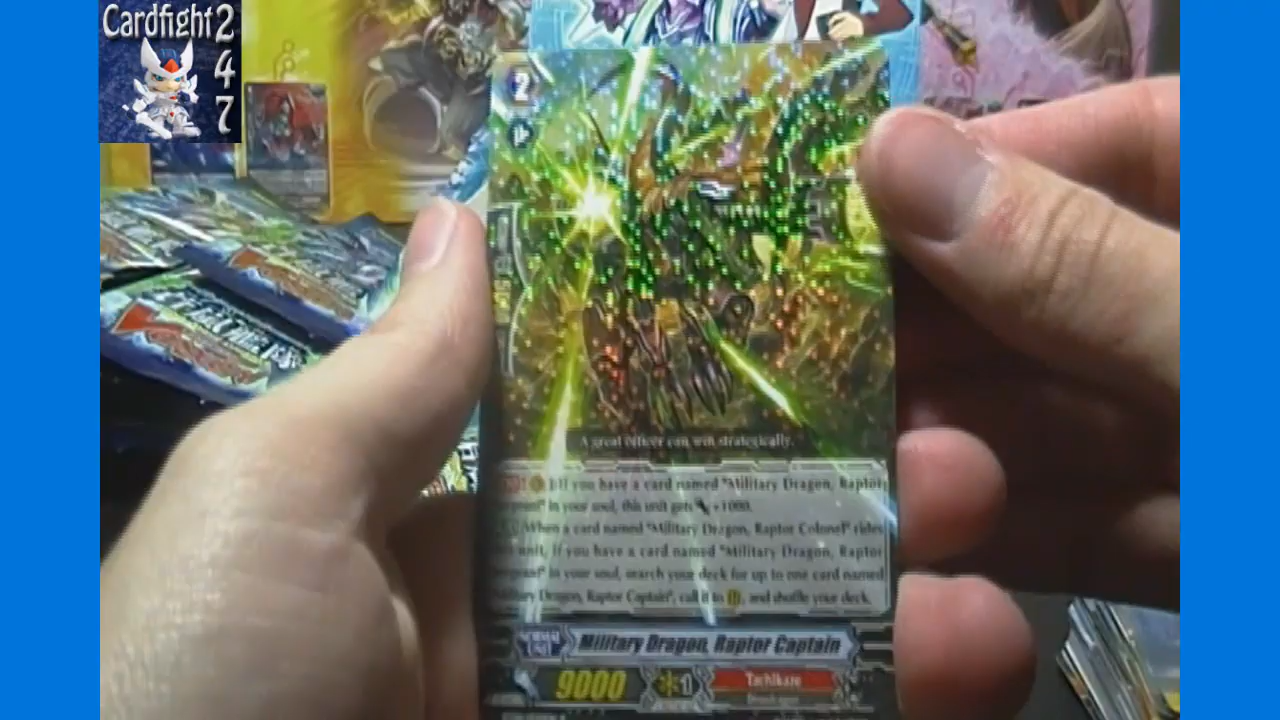 Cardfight2
4
7
2
A great officer can win strategically.
If you have a card named "Military Dragon, Raptor
in your soul, this unit gets +1000.
When a card named "Military Dragon, Raptor Colonel" rides
unit, if you have a card named "Military Dragon, Raptor
in your soul, search your deck for up to one card named
Dragon, Raptor Captain", call it to , and shuffle your deck.
Military Dragon, Raptor Captain
9000 1 Tachikaze